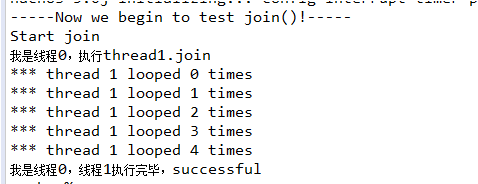 -----Now we begin to test join()!-----
Start join
我是线程0，执行thread1.join
*** thread 1 looped 0 times
*** thread 1 looped 1 times
*** thread 1 looped 2 times
*** thread 1 looped 3 times
*** thread 1 looped 4 times
我是线程0，线程1执行完毕，successful